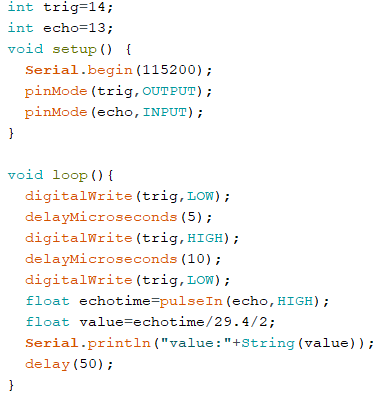 int trig=14;
int echo=13;
void setup() {
  Serial.begin(115200);
  pinMode(trig,OUTPUT);
  pinMode(echo,INPUT);
}

void loop(){
  digitalWrite(trig,LOW);
  delayMicroseconds(5);
  digitalWrite(trig,HIGH);
  delayMicroseconds(10);
  digitalWrite(trig,LOW);
  float echotime=pulseIn(echo,HIGH);
  float value=echotime/29.4/2;
  Serial.println("value:"+String(value));
  delay(50);
}